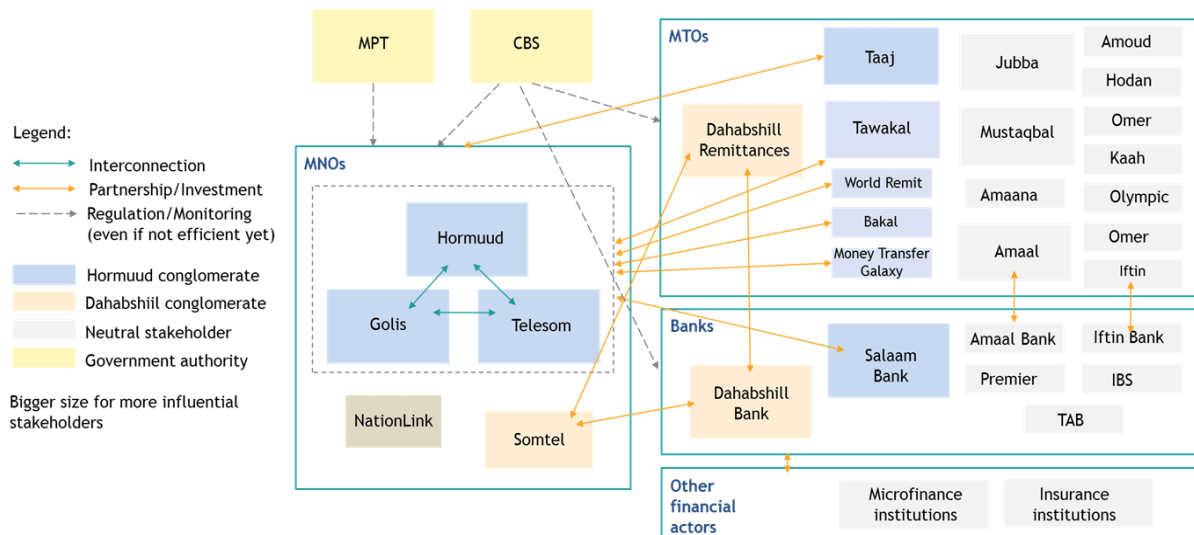 MPT
CBS
Legend:
Interconnection
Partnership/Investment
Regulation/Monitoring
(even if not efficient yet)
Hormuud conglomerate
Dahabshiil conglomerate
Neutral stakeholder
Government authority
Bigger size for more influential
stakeholders
MNOs
Hormuud
Golis
Telesom
NationLink
Somtel
MTOs
Taaj
Dahabshill
Remittances
Tawakal
World Remit
Bakal
Money Transfer
Galaxy
Jubba
Mustaqbal
Amaana
Amaal
Amoud
Hodan
Omer
Kaah
Olympic
Omer
Iftin
Banks
Dahabshill
Bank
Salaam
Bank
Amaal Bank
Iftin Bank
Premier
IBS
TAB
Other
financial
actors
Microfinance
institutions
Insurance
institutions